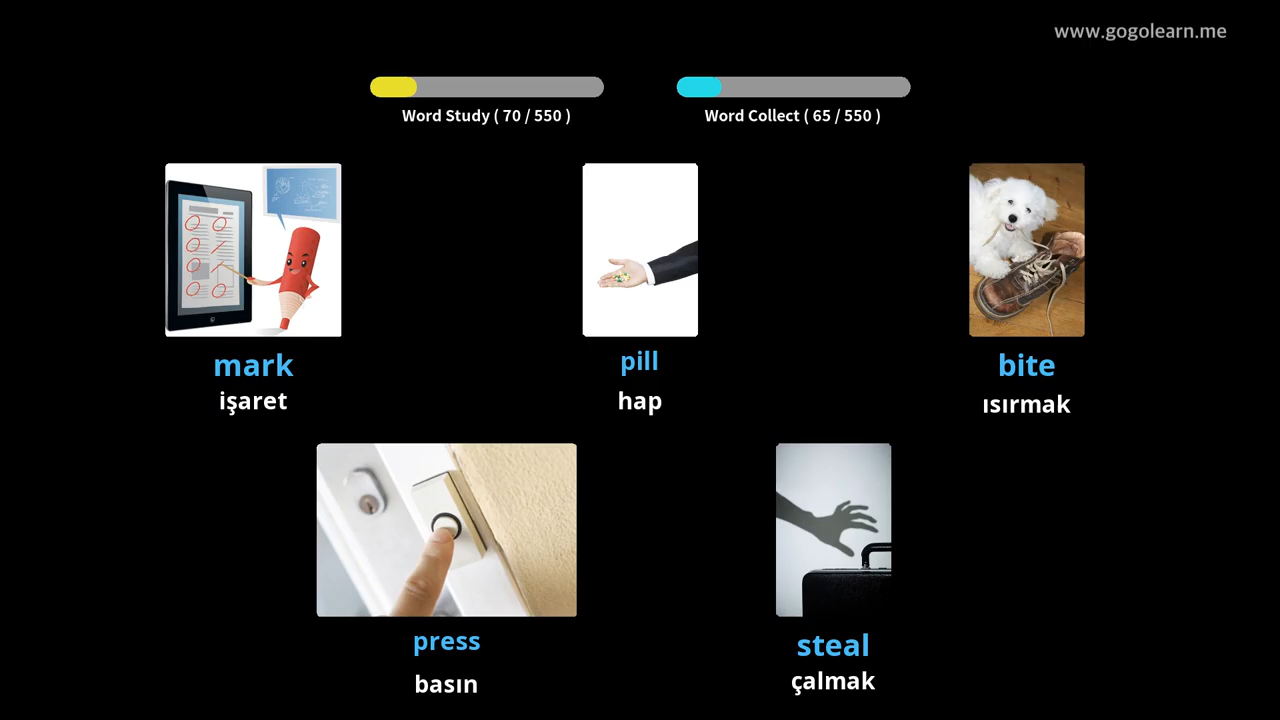 www.gogolearn.me
Word Study ( 70 / 550 )
Word Collect ( 65 / 550 )
mark
işaret
pill
hap
bite
ısırmak
press
basın
steal
çalmak